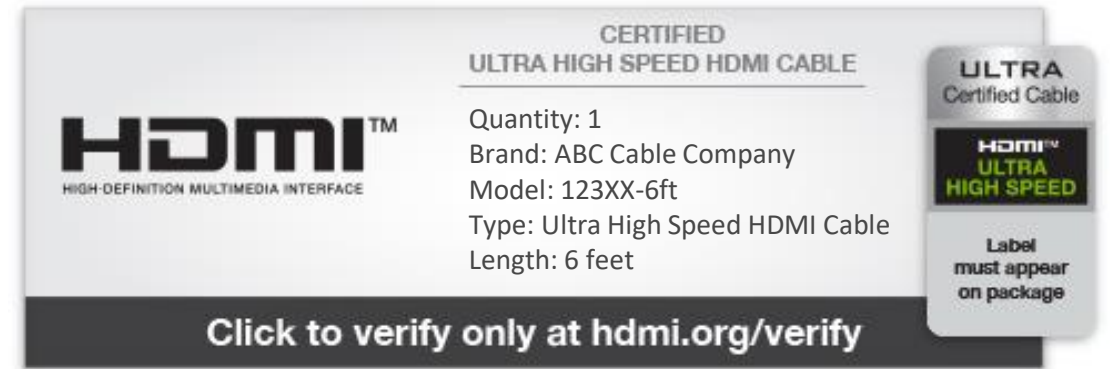 HDMI™
HIGH-DEFINITION MULTIMEDIA INTERFACE
CERTIFIED
ULTRA HIGH SPEED HDMI CABLE
Quantity: 1
Brand: ABC Cable Company
Model: 123XX-6ft
Type: Ultra High Speed HDMI Cable
Length: 6 feet
ULTRA
Certified Cable
HDMI™
ULTRA
HIGH SPEED
Label
must appear
on package
Click to verify only at hdmi.org/verify